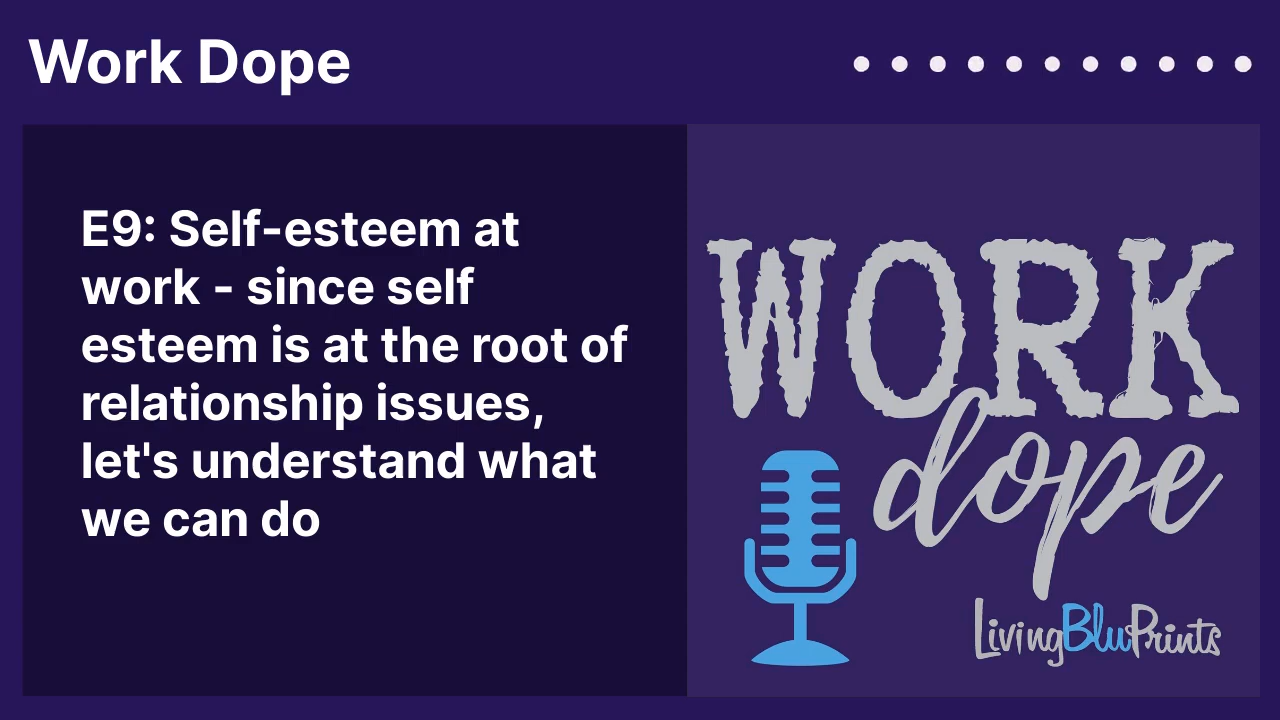 Work Dope
E9: Self-esteem at
work - since self
esteem is at the root of
relationship issues,
let's understand what
we can do
WORK
dope
LivingBluPrints